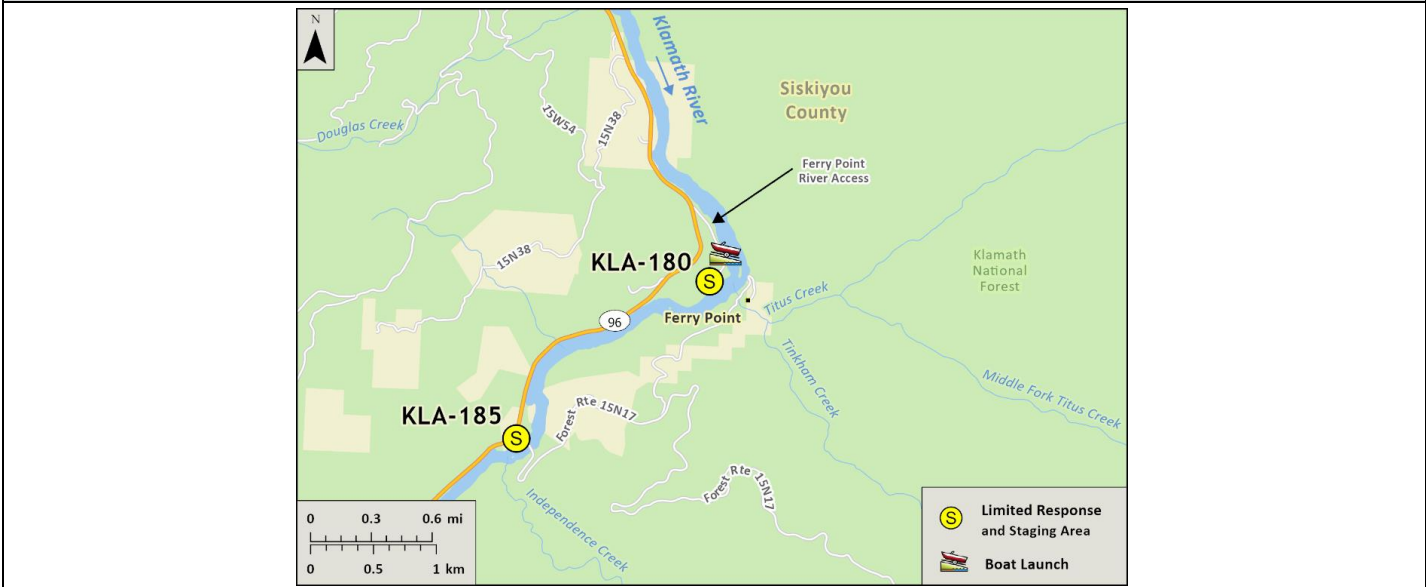 N
Klamath River
Siskiyou
County
Douglas Creek
15W54
15N38
Ferry Point
River Access
15N38
KLA-180
S
Klamath
National
Forest
Titus Creek
96
Ferry Point
Tinkham Creek
Middle Fork Titus Creek
KLA-185
S
Forest Rte 15N17
Forest Rte 15N17
Independence Creek
0 0.3 0.6 mi
0 0.5 1 km
S Limited Response
and Staging Area
Boat Launch